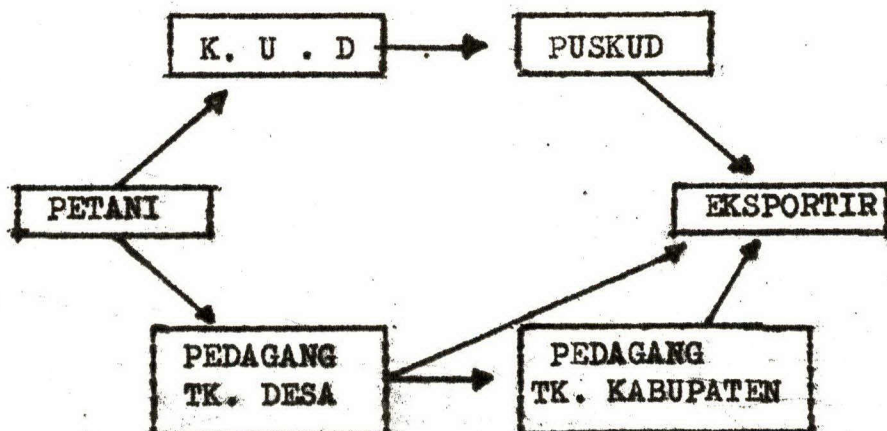 K. U . D
PUSKUD
PETANI
EKSPORTIR
PEDAGANG
TK. DESA
PEDAGANG
TK. KABUPATEN